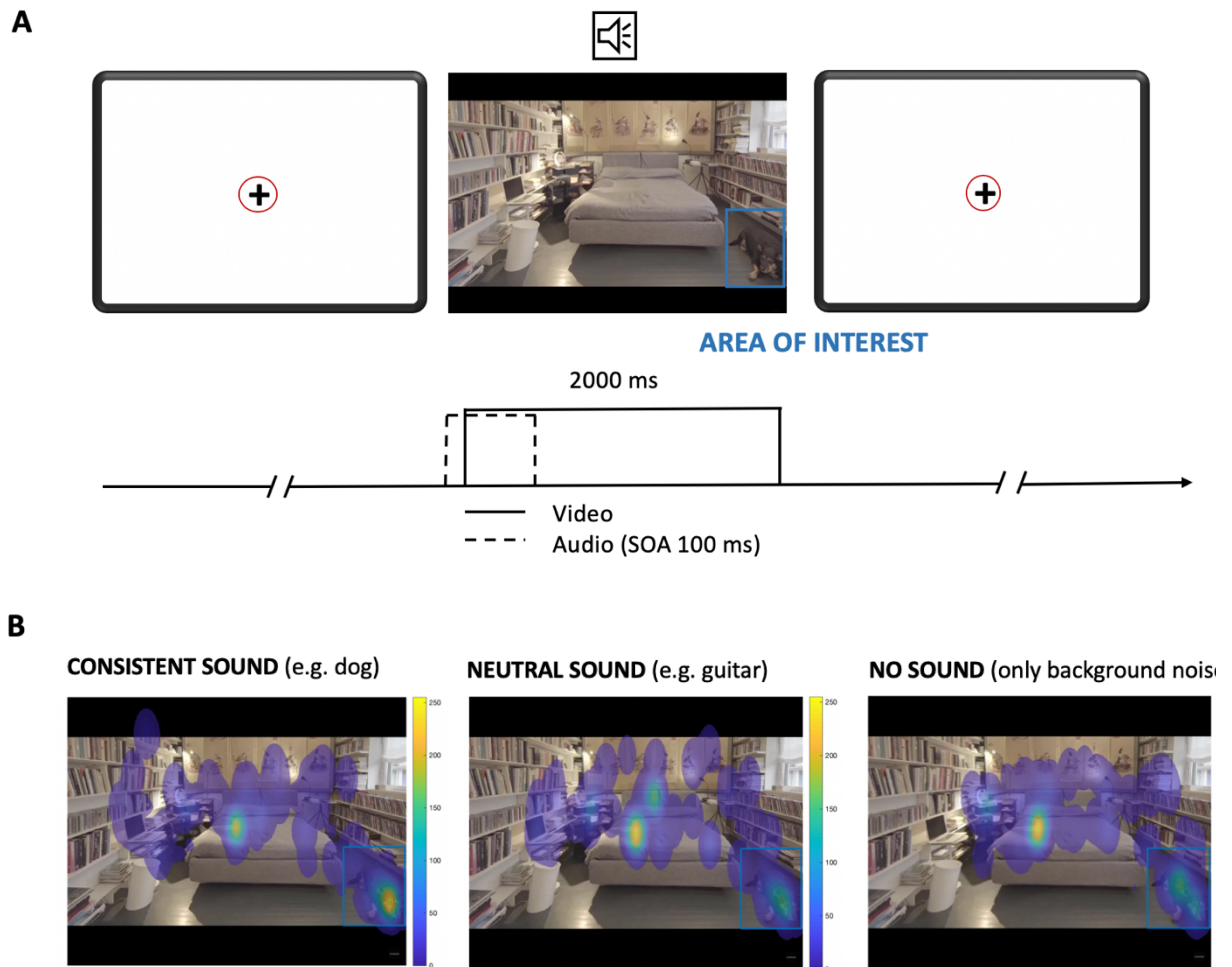 A
AREA OF INTEREST
2000 ms
Video
Audio (SOA 100 ms)
B
CONSISTENT SOUND (e.g. dog)
NEUTRAL SOUND (e.g. guitar)
NO SOUND (only background noise
250
200
150
100
50
0
250
200
150
100
50
0